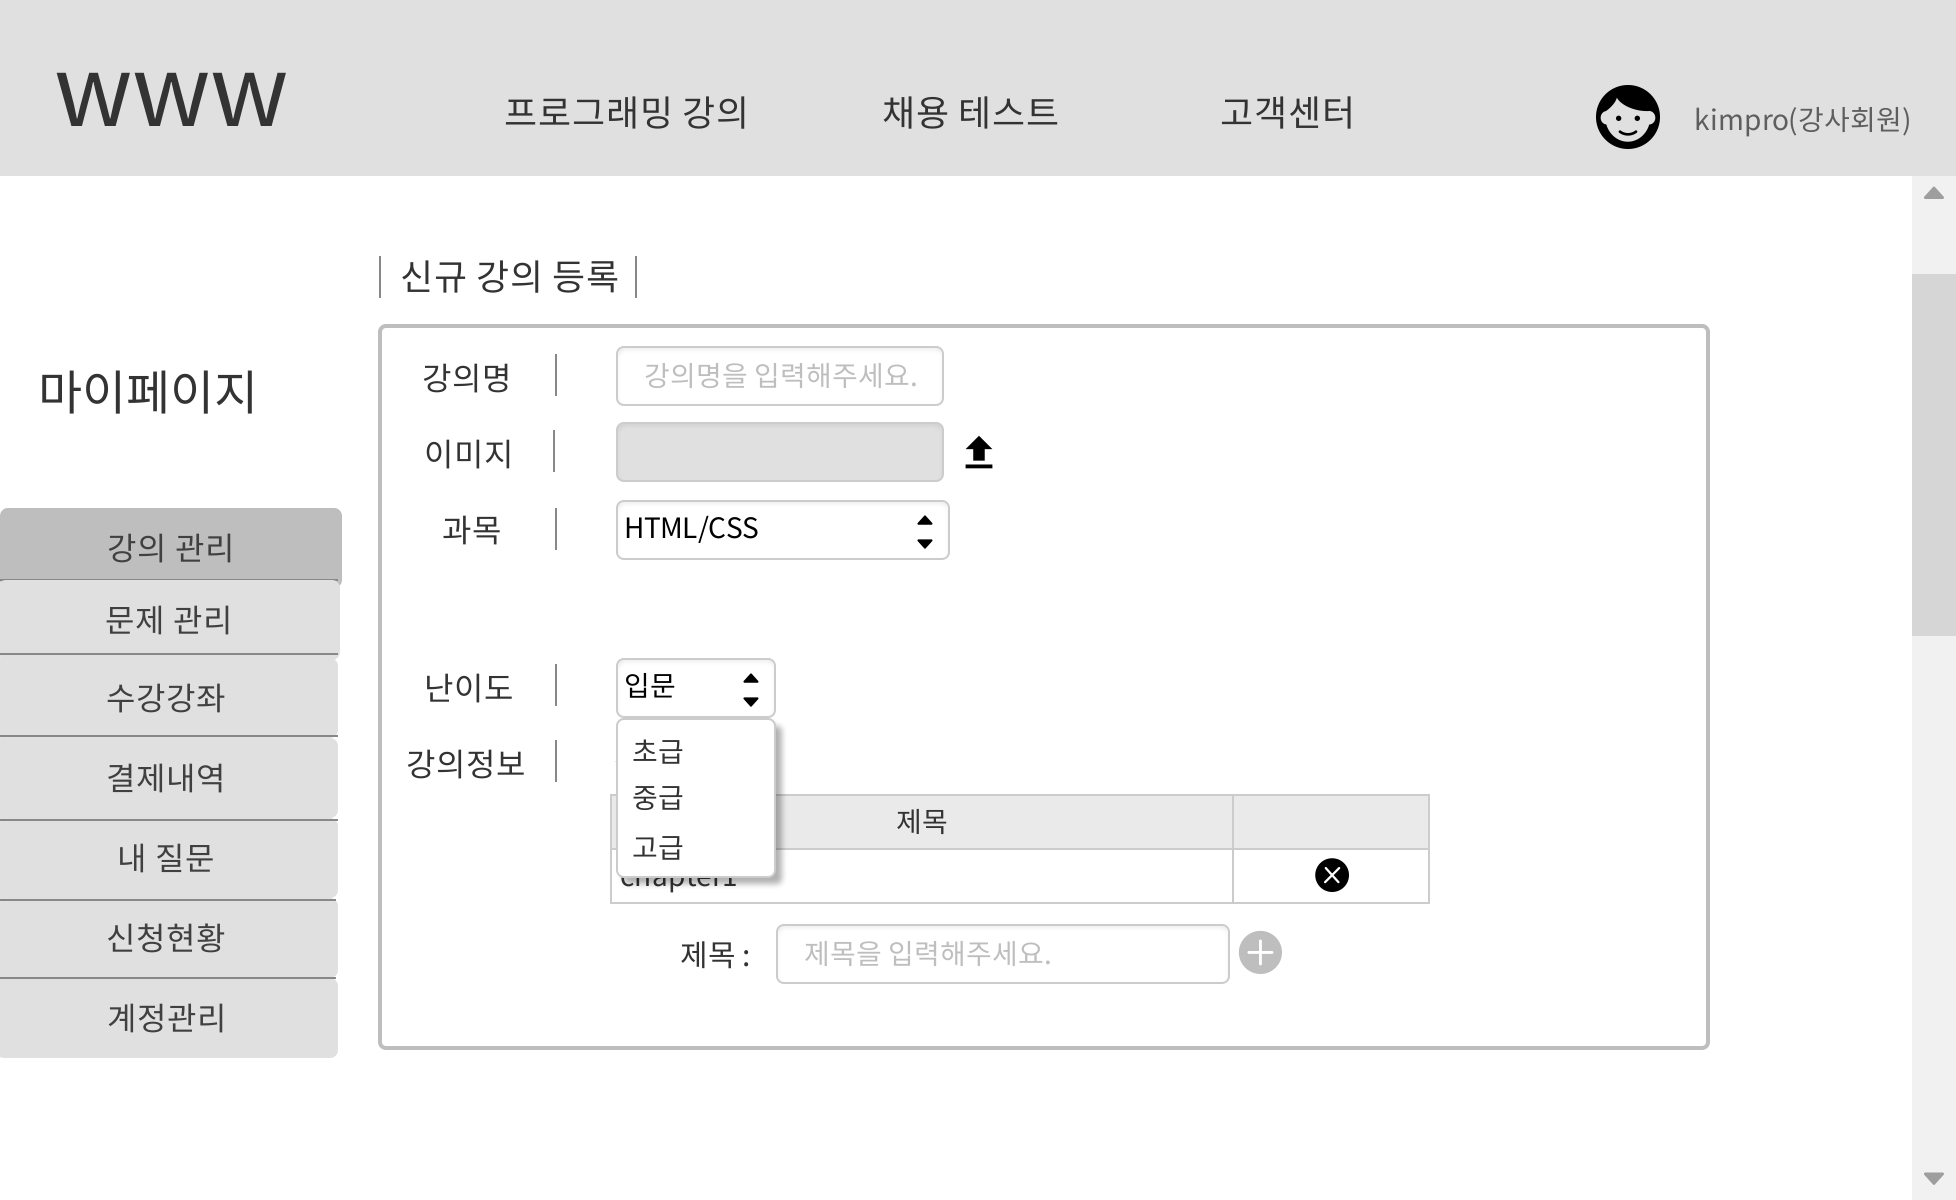 WWW
프로그래밍 강의
채용 테스트
고객센터
kimpro(강사회원)
마이페이지
강의 관리
문제 관리
수강강좌
결제내역
내 질문
신청현황
계정관리
신규 강의 등록
강의명
강의명을 입력해주세요.
이미지
과목
HTML/CSS
난이도
입문
초급
중급
고급
강의정보
제목
chapter1
제목 :
제목을 입력해주세요.